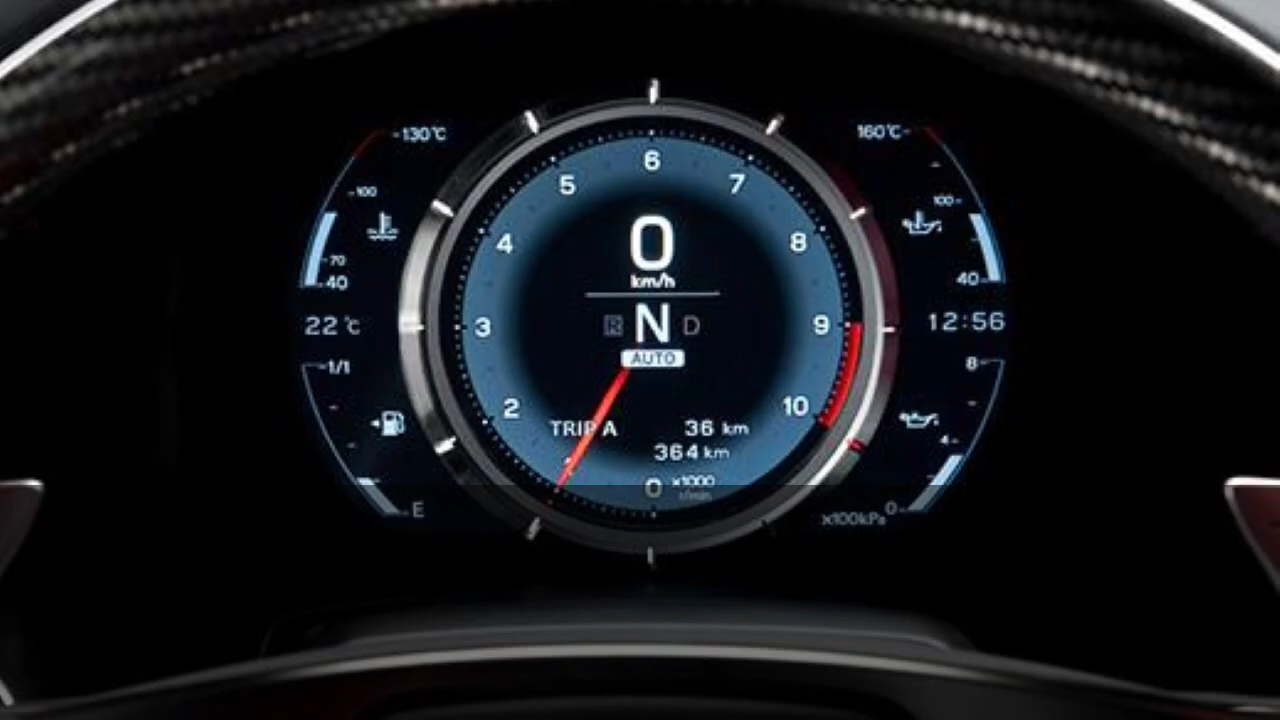 130℃
160℃
6
5
7
100
100
0
4
8
km/h
70
40
40
R N D
22℃
3
9
12:56
AUTO
1/1
8
2
10
TRIP A 36 km
364 km
4
0 x1000
r/min
E
0
x100kPa